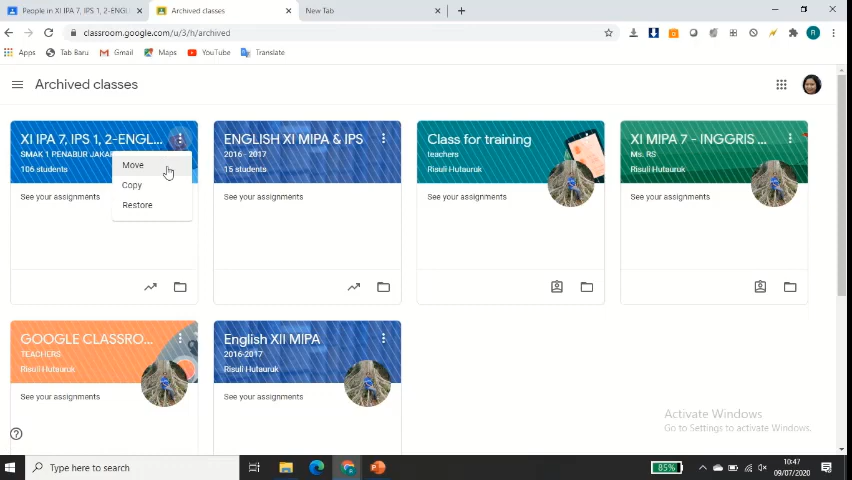 People in XI IPA 7, IPS 1, 2-ENGL
Archived classes
New Tab
classroom.google.com/u/3/h/archived
Apps
Tab Baru
Gmail
Maps
YouTube
Translate
R
Archived classes
XI IPA 7, IPS 1, 2-ENGL...
SMAK 1 PENABUR JAKAR
106 students
See your assignments
Move
Copy
Restore
ENGLISH XI MIPA & IPS
2016 - 2017
15 students
See your assignments
Class for training
teachers
Risuli Hutauruk
See your assignments
XI MIPA 7 - INGGRIS ...
Ms. RS
Risuli Hutauruk
See your assignments
GOOGLE CLASSRO...
TEACHERS
Risuli Hutauruk
See your assignments
English XII MIPA
2016-2017
Risuli Hutauruk
See your assignments
Activate Windows
Go to Settings to activate Windows.
Type here to search
85%
10:47
09/07/2020